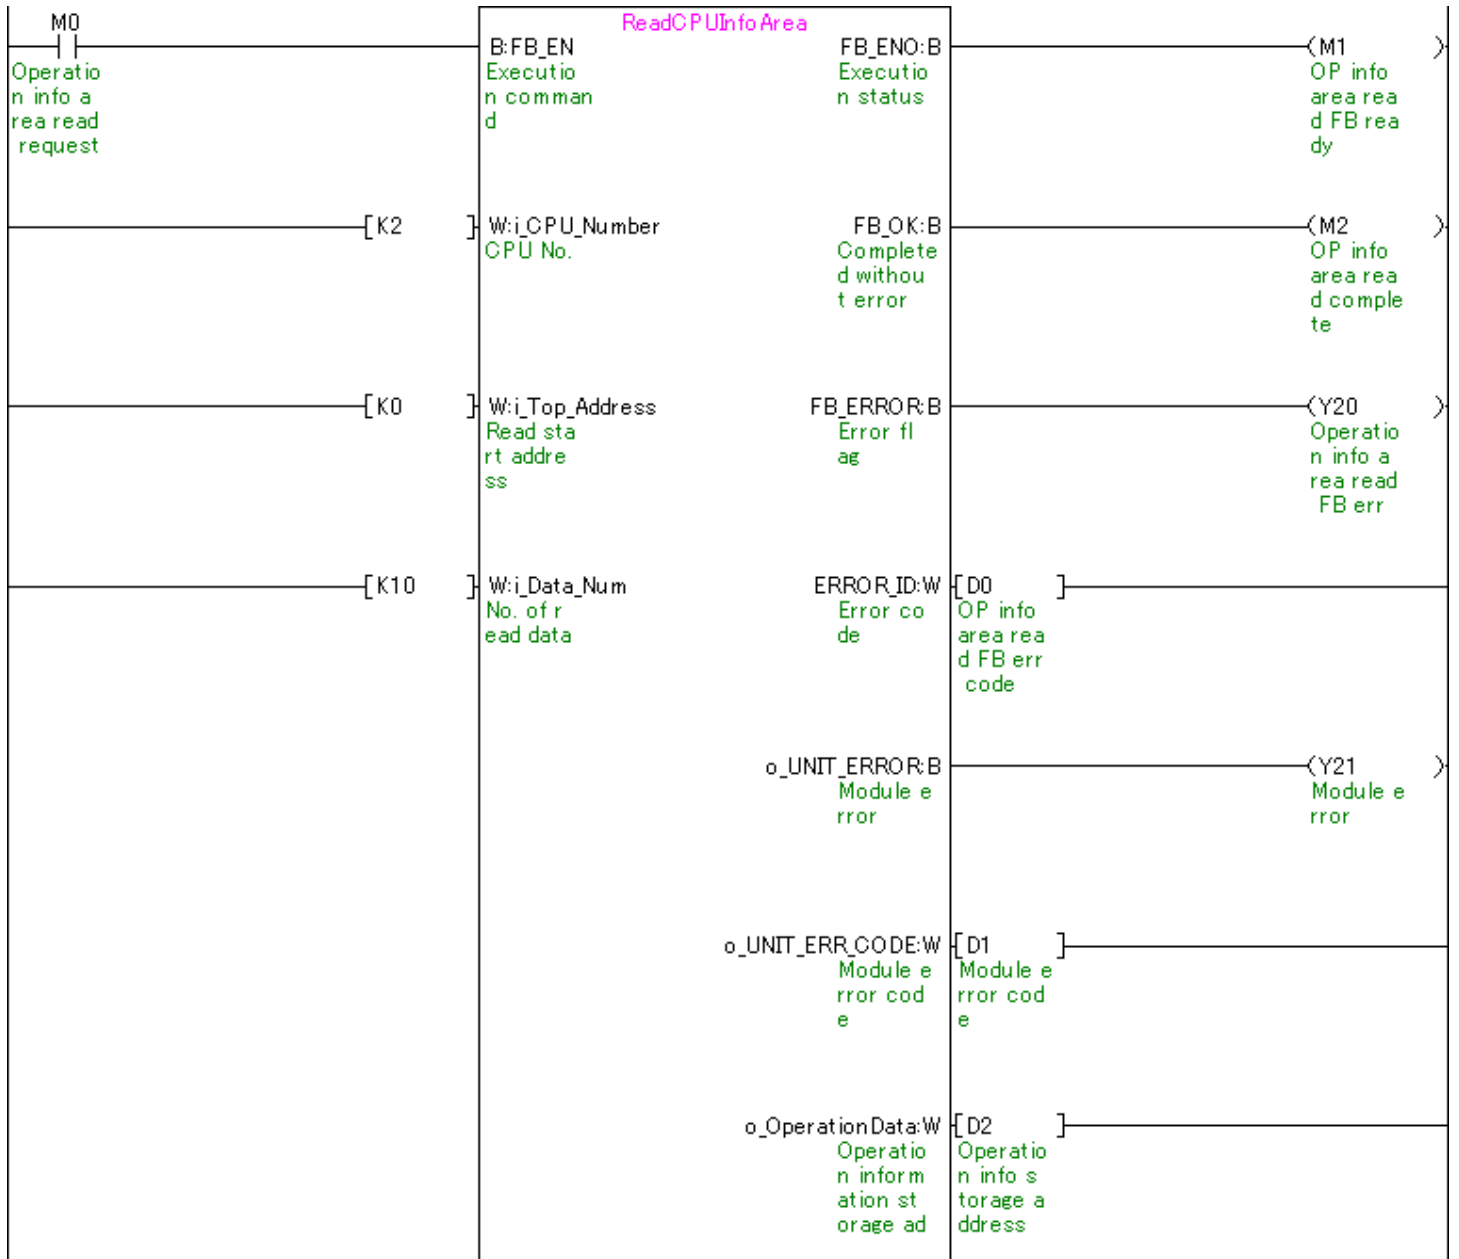 M0
ReadCPUInfoArea
B:FB_EN
FB_ENO:B
(M1 )
Operatio
n info a
rea read
request
Executio
n comman
d
Executio
n status
OP info
area rea
d FB rea
dy
[K2 ]
W:i_CPU_Number
FB_OK:B
(M2 )
CPU No.
Complete
d withou
t error
OP info
area rea
d comple
te
[K0 ]
W:i_Top_Address
FB_ERROR:B
(Y20 )
Read sta
rt addre
ss
Error fl
ag
Operatio
n info a
rea read
FB err
[K10 ]
W:i_Data_Num
ERROR_ID:W
[D0 ]
No. of r
ead data
Error co
de
OP info
area rea
d FB err
code
o_UNIT_ERROR:B
(Y21 )
Module e
rror
Module e
rror
o_UNIT_ERR_CODE:W
[D1 ]
Module e
rror cod
e
Module e
rror cod
e
o_OperationData:W
[D2 ]
Operatio
n inform
ation st
orage ad
Operatio
n info s
torage a
ddress